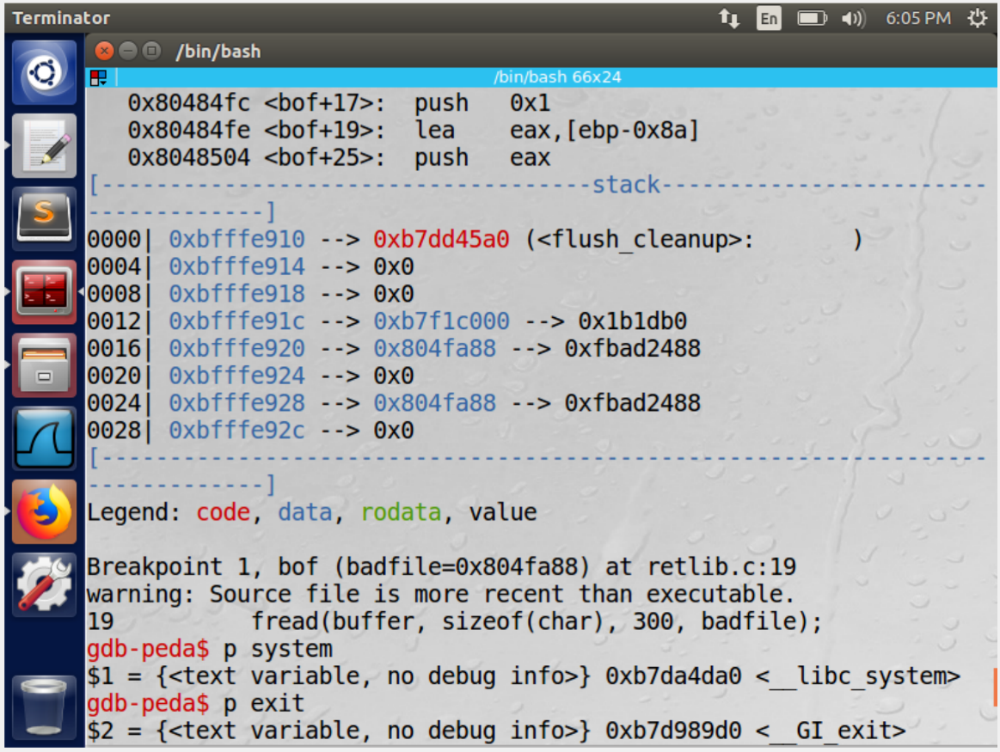 Terminator
En
6:05 PM
/bin/bash
/bin/bash 66x24
0x80484fc <bof+17>: push 0x1
0x80484fe <bof+19>: lea eax,[ebp-0x8a]
0x8048504 <bof+25>: push eax
[------------------------------------stack------------------------
-------------]
0000| 0xbfffe910 --> 0xb7dd45a0 (<flush_cleanup>: )
0004| 0xbfffe914 --> 0x0
0008| 0xbfffe918 --> 0x0
0012| 0xbfffe91c --> 0xb7f1c000 --> 0x1b1db0
0016| 0xbfffe920 --> 0x804fa88 --> 0xfbad2488
0020| 0xbfffe924 --> 0x0
0024| 0xbfffe928 --> 0x804fa88 --> 0xfbad2488
0028| 0xbfffe92c --> 0x0
[-----------------------------------------------------------------
-------------]
Legend: code, data, rodata, value
Breakpoint 1, bof (badfile=0x804fa88) at retlib.c:19
warning: Source file is more recent than executable.
19 fread(buffer, sizeof(char), 300, badfile);
gdb-peda$ p system
$1 = {<text variable, no debug info>} 0xb7da4da0 <__libc_system>
gdb-peda$ p exit
$2 = {<text variable, no debug info>} 0xb7d989d0 <__GI_exit>